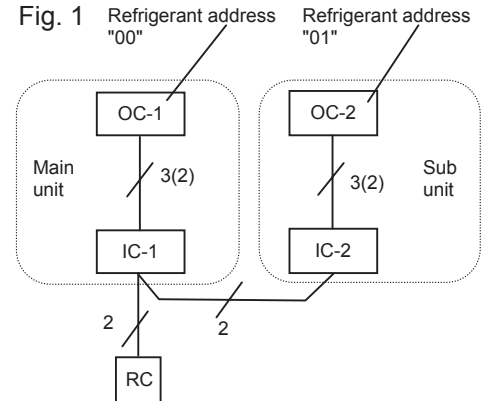 Fig. 1
Refrigerant address
"00"
Refrigerant address
"01"
OC-1
OC-2
Main
unit
3(2)
3(2)
Sub
unit
IC-1
IC-2
2
2
RC